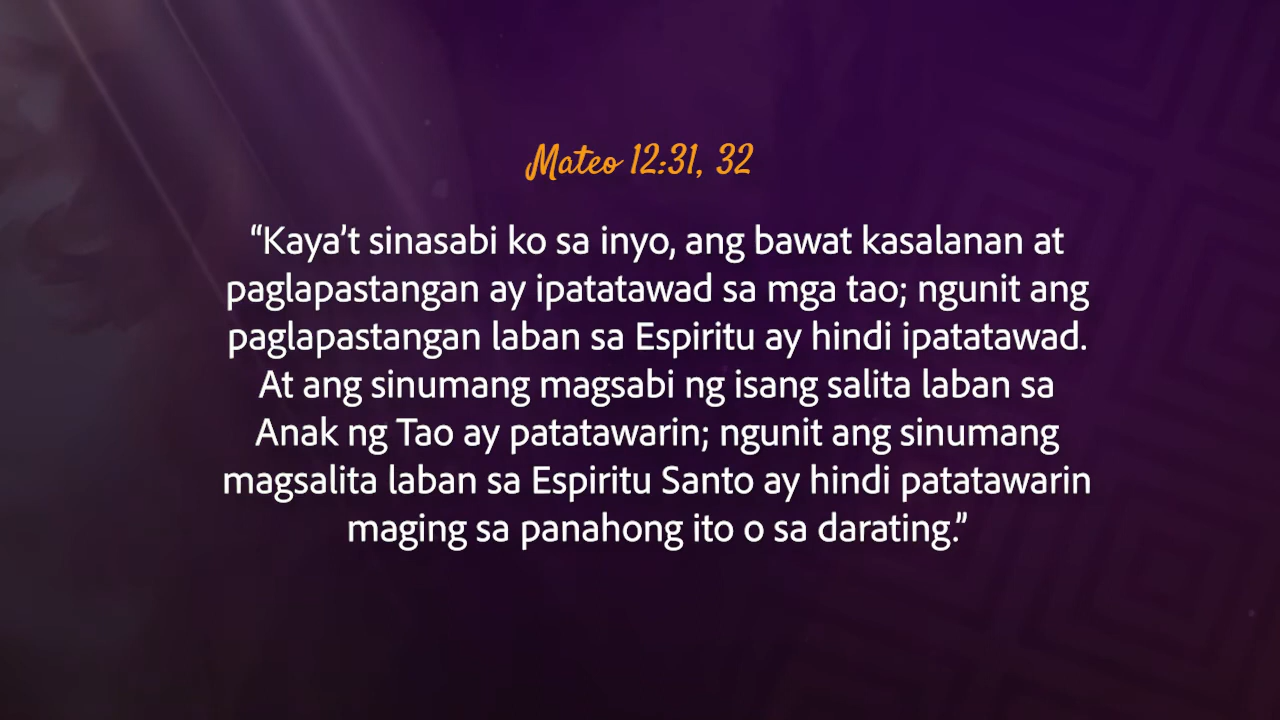 Mateo 12:31, 32
“Kaya’t sinasabi ko sa inyo, ang bawat kasalanan at
paglapastangan ay ipatatawad sa mga tao; ngunit ang
paglapastangan laban sa Espiritu ay hindi ipatatawad.
At ang sinumang magsabi ng isang salita laban sa
Anak ng Tao ay patatawarin; ngunit ang sinumang
magsalita laban sa Espiritu Santo ay hindi patatawarin
maging sa panahong ito o sa darating.”